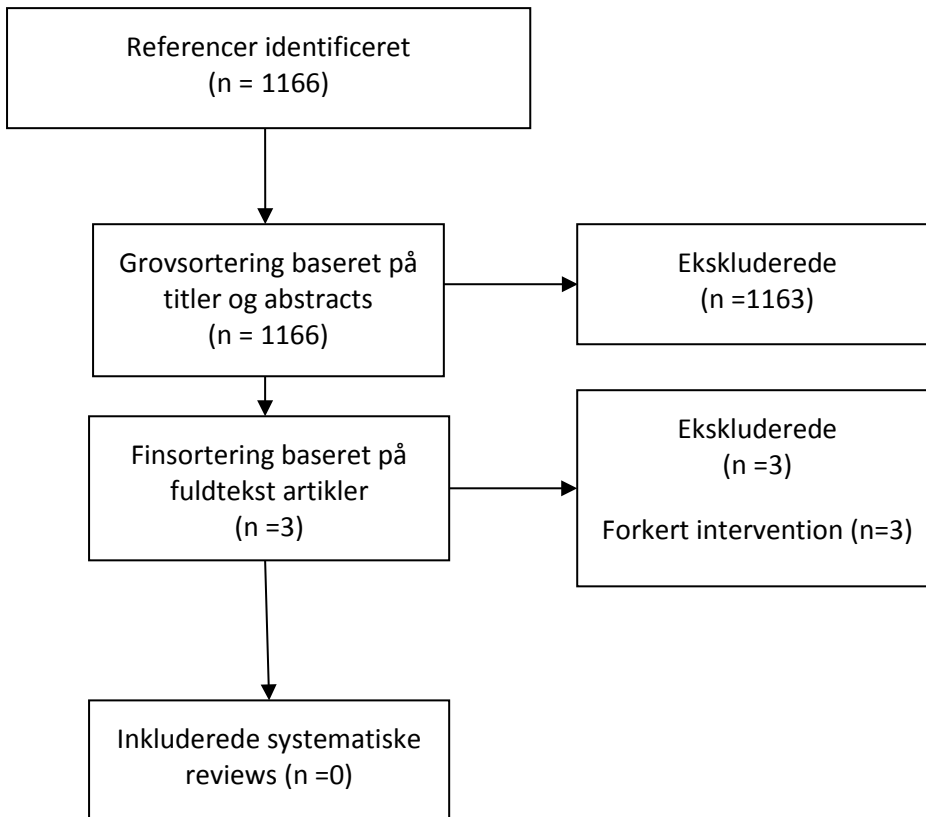 Referencer identificeret
(n = 1166)
Grovsortering baseret på
titler og abstracts
(n = 1166)
Ekskluderede
(n =1163)
Finsortering baseret på
fuldtekst artikler
(n =3)
Ekskluderede
(n =3)
Forkert intervention (n=3)
Inkluderede systematiske
reviews (n =0)